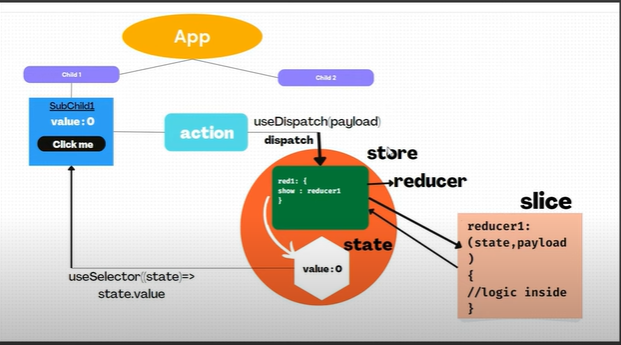 App
Child 1
Child 2
SubChild1
value : 0
Click me
action
useDispatch(payload)
dispatch
store
red1: {
show : reducer1
}
reducer
slice
reducer1:
(state,payload
)
{
//logic inside
}
state
value : 0
useSelector((state)=>
state.value